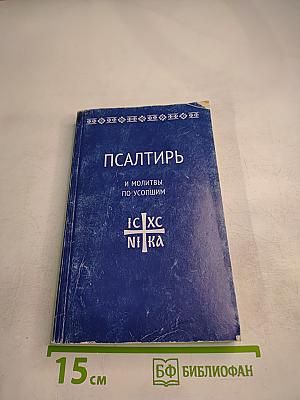 ПСАЛТИРЬ
И МОЛИТВЫ
ПО УСОПШИМ
IC XC
NI KA
15 см
БФ БИБЛИОФАН